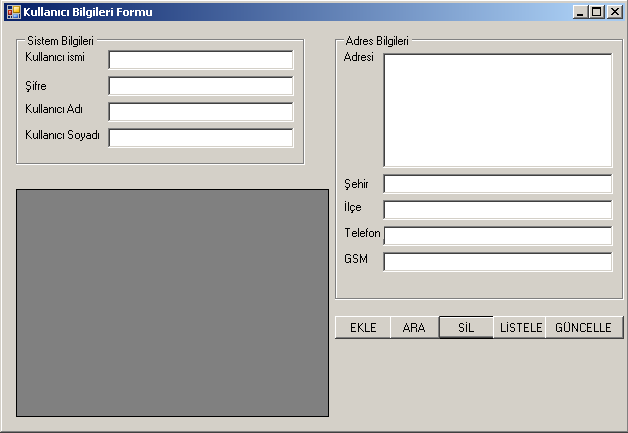 Kullanıcı Bilgileri Formu
Sistem Bilgileri
Kullanıcı ismi
Şifre
Kullanıcı Adı
Kullanıcı Soyadı
Adres Bilgileri
Adresi
Şehir
İlçe
Telefon
GSM
EKLE ARA SİL LİSTELE GÜNCELLE